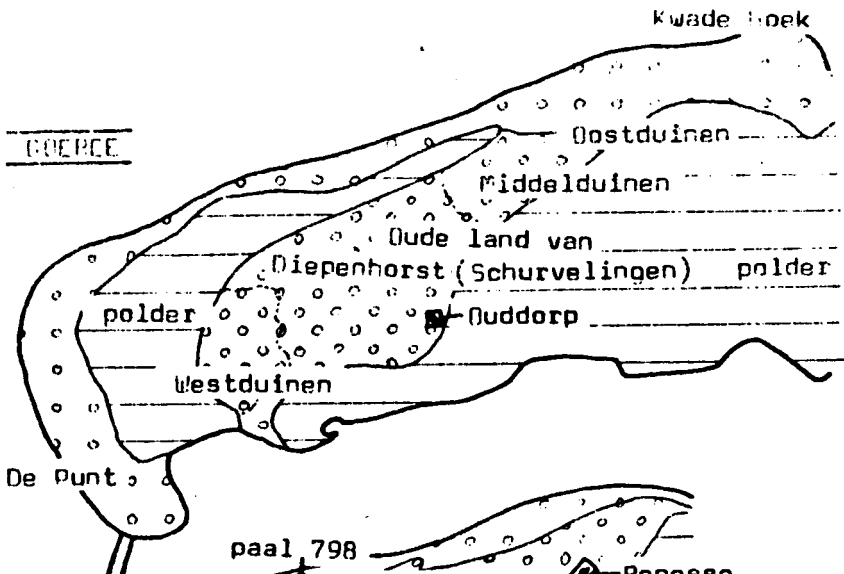 Kwade hoek
GOEREE
Oostduinen
Middelduinen
Oude land van
Diepenhorst (Schurvelingen) polder
polder
Ouddorp
Westduinen
De Punt
paal 798